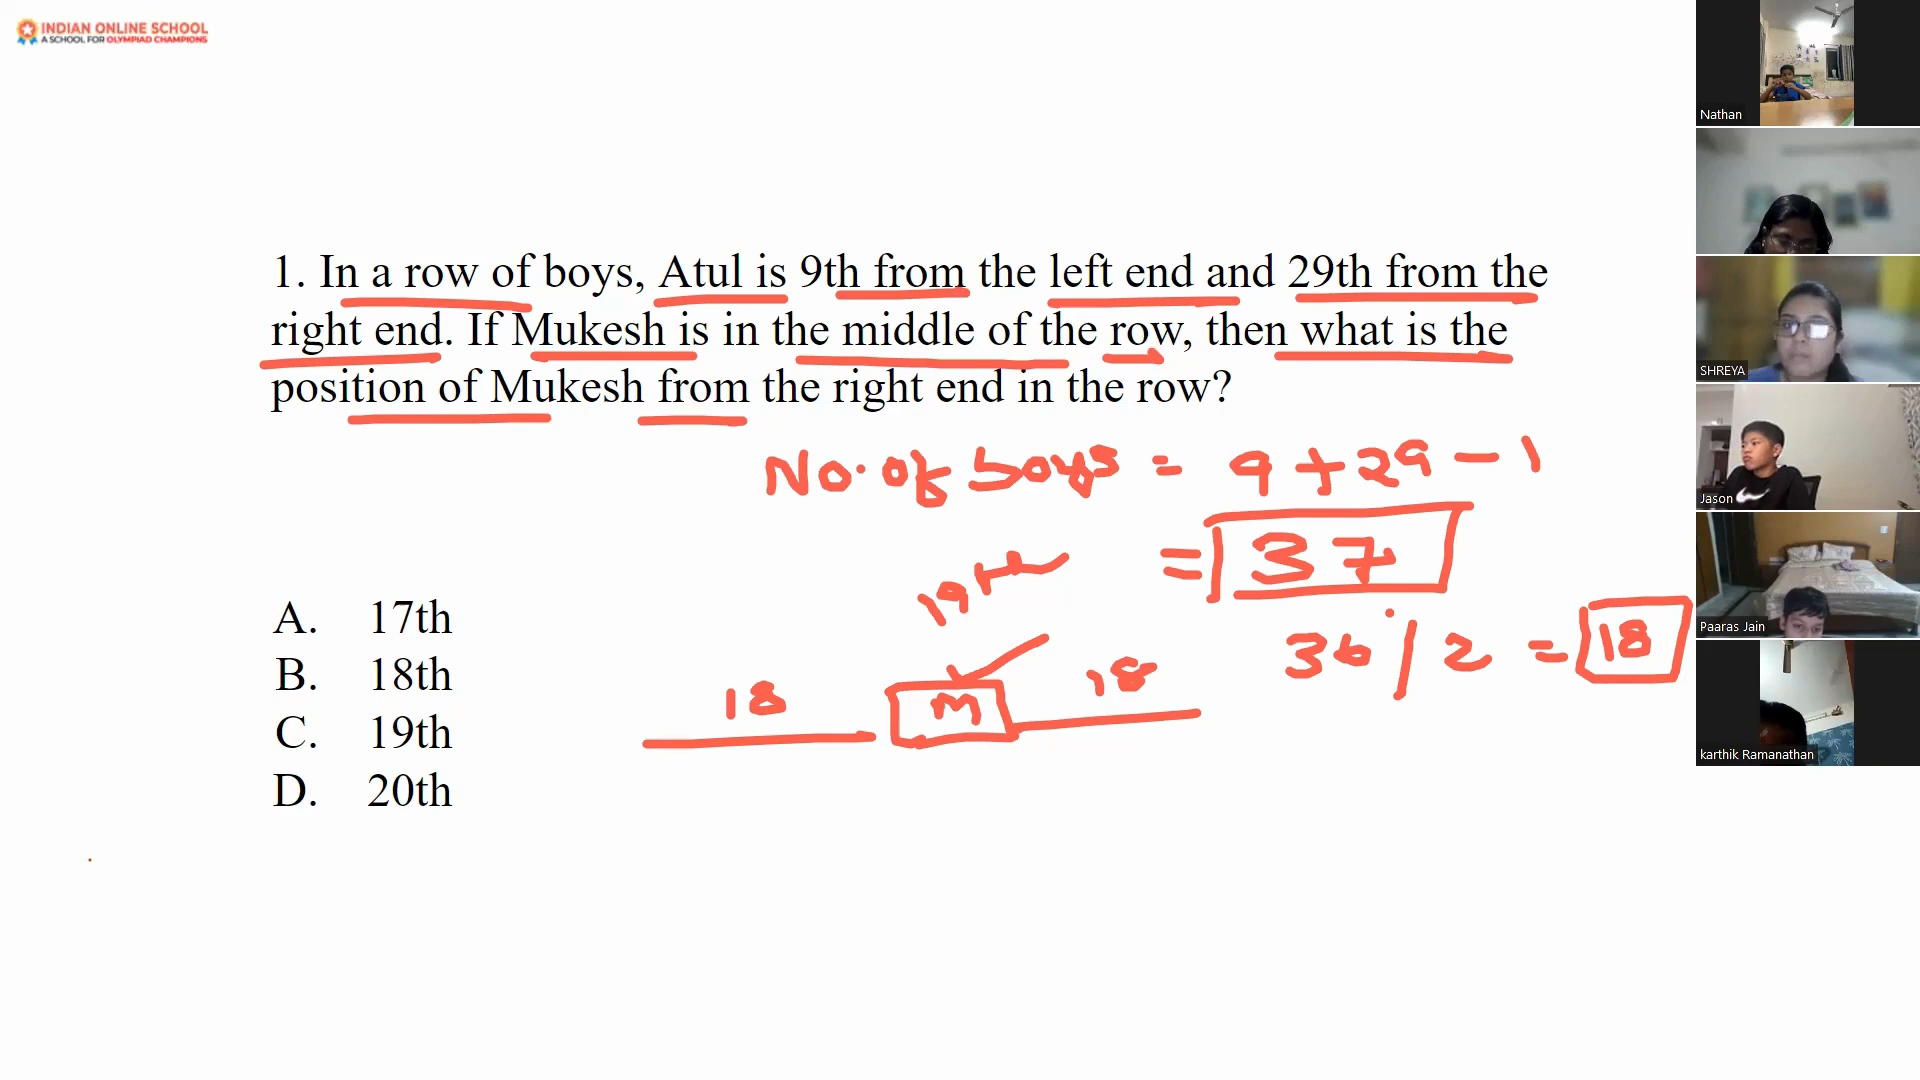 INDIAN ONLINE SCHOOL
A SCHOOL FOR OLYMPIAD CHAMPIONS
1. In a row of boys, Atul is 9th from the left end and 29th from the
right end. If Mukesh is in the middle of the row, then what is the
position of Mukesh from the right end in the row?
No. of boys = 9 + 29 - 1
= 37
36 / 2 = 18
19th
18 M 18
A. 17th
B. 18th
C. 19th
D. 20th
Nathan
SHREYA
Jason
Paaras Jain
karthik Ramanathan